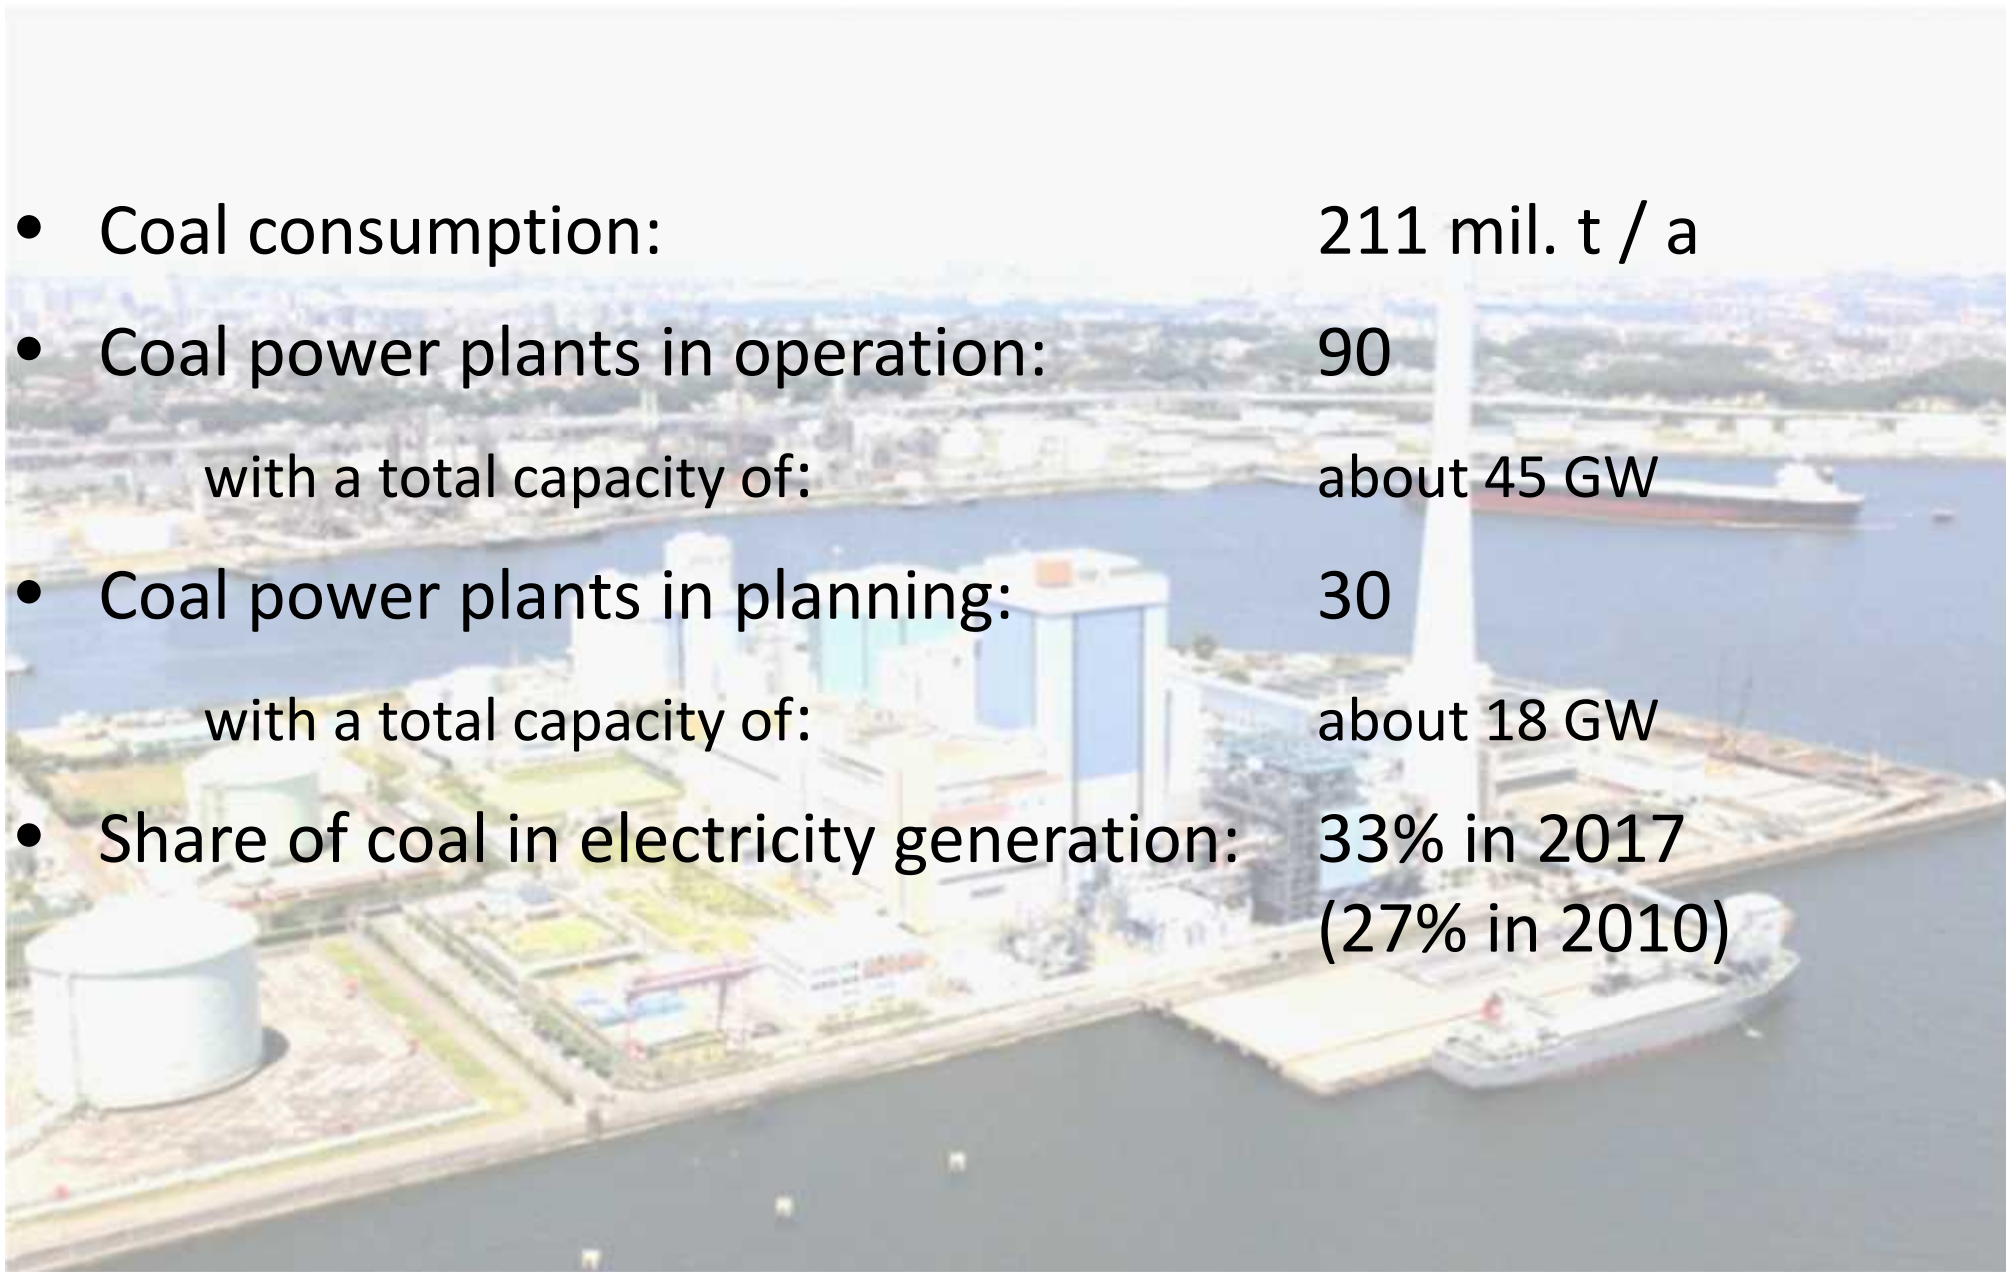 • Coal consumption: 211 mil. t / a
• Coal power plants in operation: 90
with a total capacity of: about 45 GW
• Coal power plants in planning: 30
with a total capacity of: about 18 GW
• Share of coal in electricity generation: 33% in 2017
(27% in 2010)